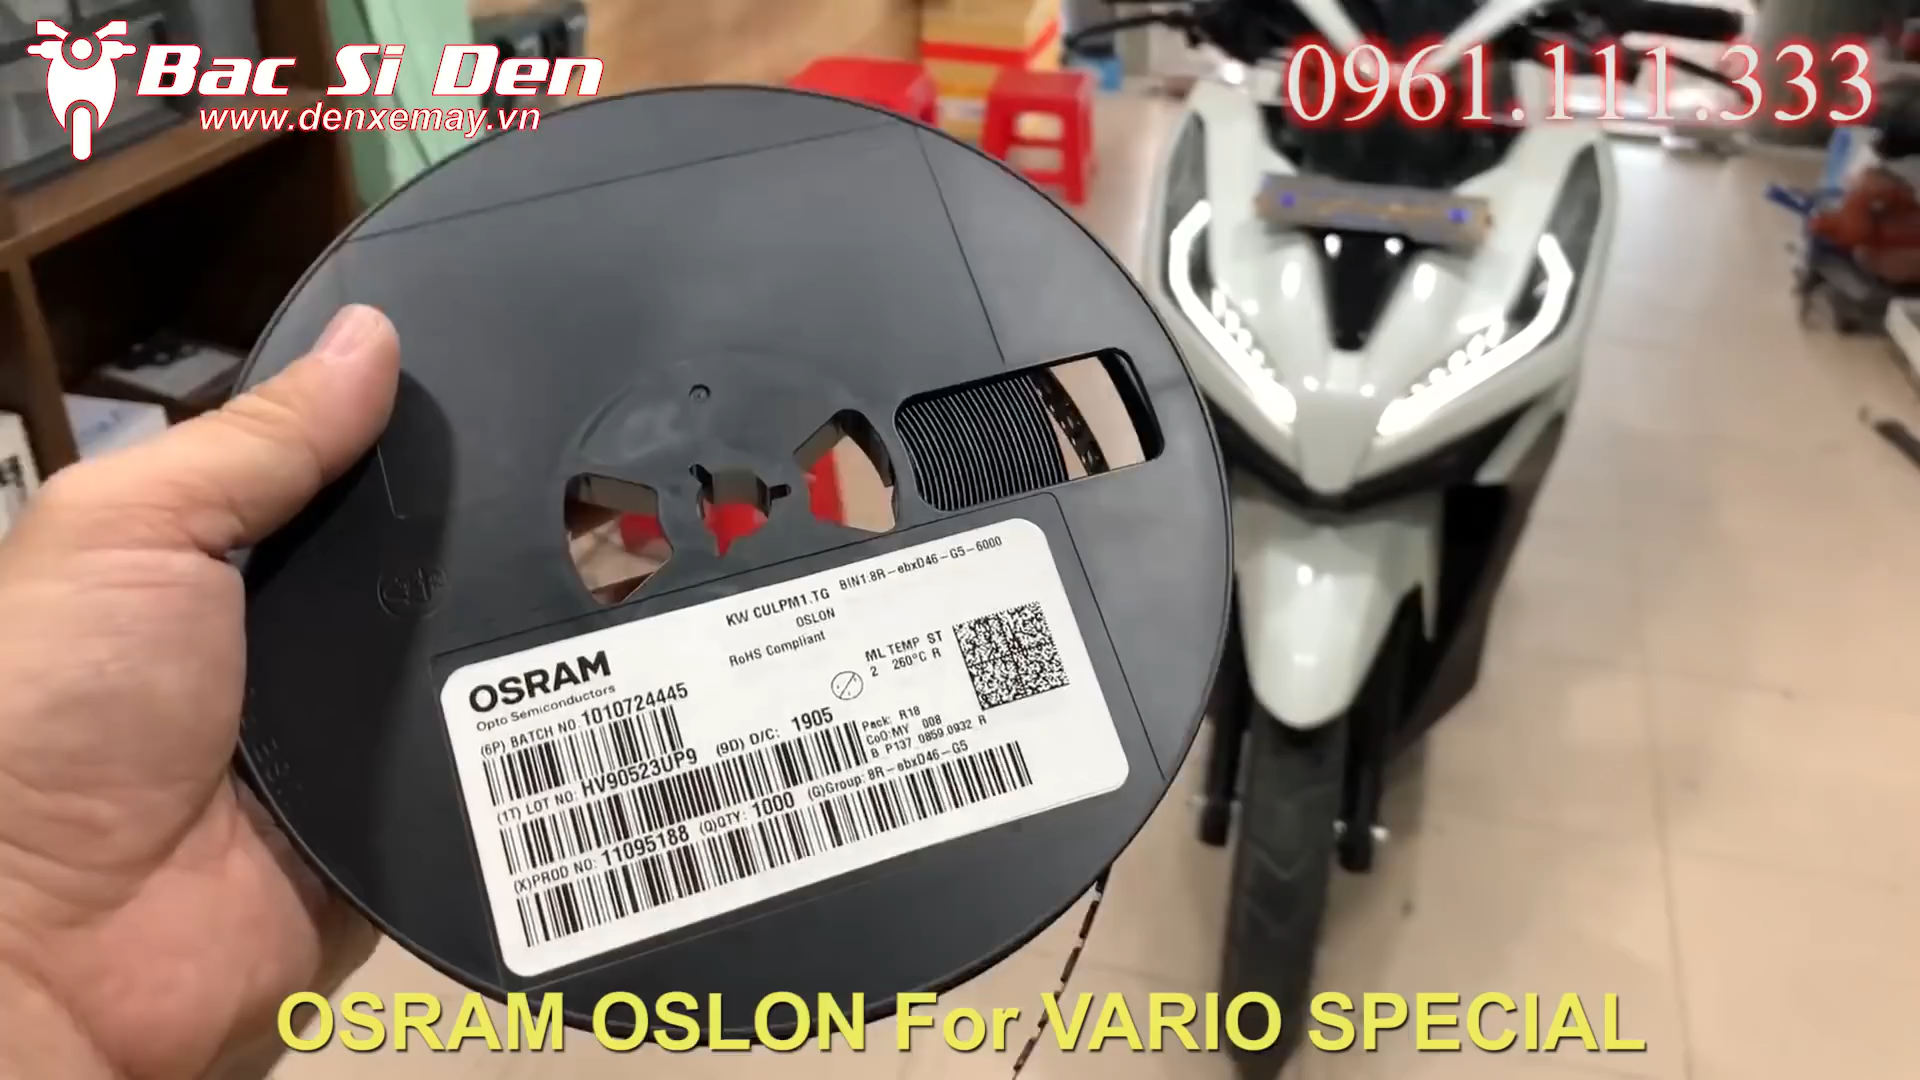 Bac Si Den
www.denxemay.vn
0961.111.333
KW CULPM1.TG BIN1:8R-ebxD46-G5-6000
OSLON
RoHS Compliant
ML TEMP ST
2 260°C R
OSRAM
Opto Semiconductors
(6P) BATCH NO: 1010724445
(1T) LOT NO: HV90523UP9 (9D) D/C: 1905
Pack: R18
CoO:MY 008
B P137 0859.0932 R
(X)PROD NO: 11095188 (Q)QTY: 1000 (G)Group: 8R-ebxD46-G5
OSRAM OSLON For VARIO SPECIAL